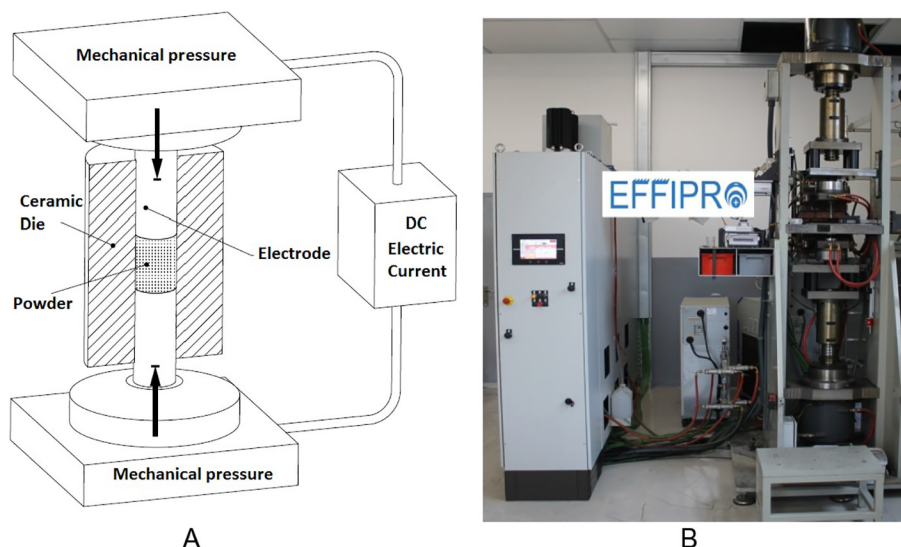 Mechanical pressure
Ceramic
Die
Electrode
Powder
DC
Electric
Current
Mechanical pressure
A
EFFIPRO
B